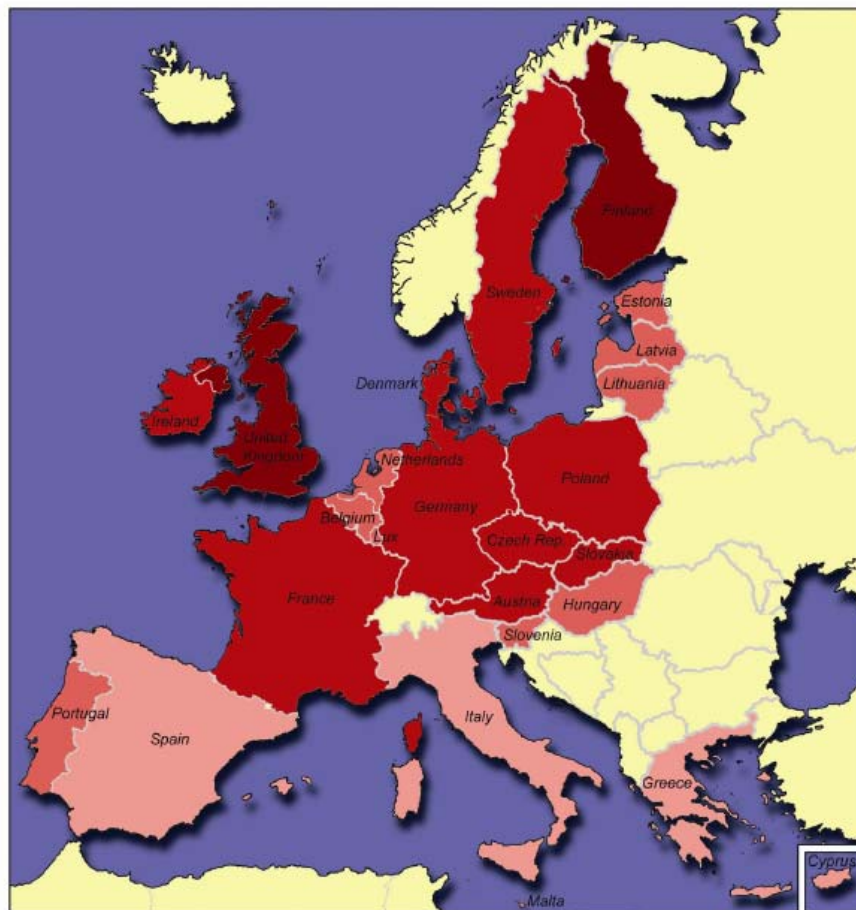 Finland
Sweden
Estonia
Latvia
Lithuania
Denmark
Ireland
United
Kingdom
Netherlands
Belgium
Lux
Germany
Poland
Czech Rep.
Slovakia
France
Austria
Hungary
Slovenia
Portugal
Spain
Italy
Greece
Cyprus
Malta